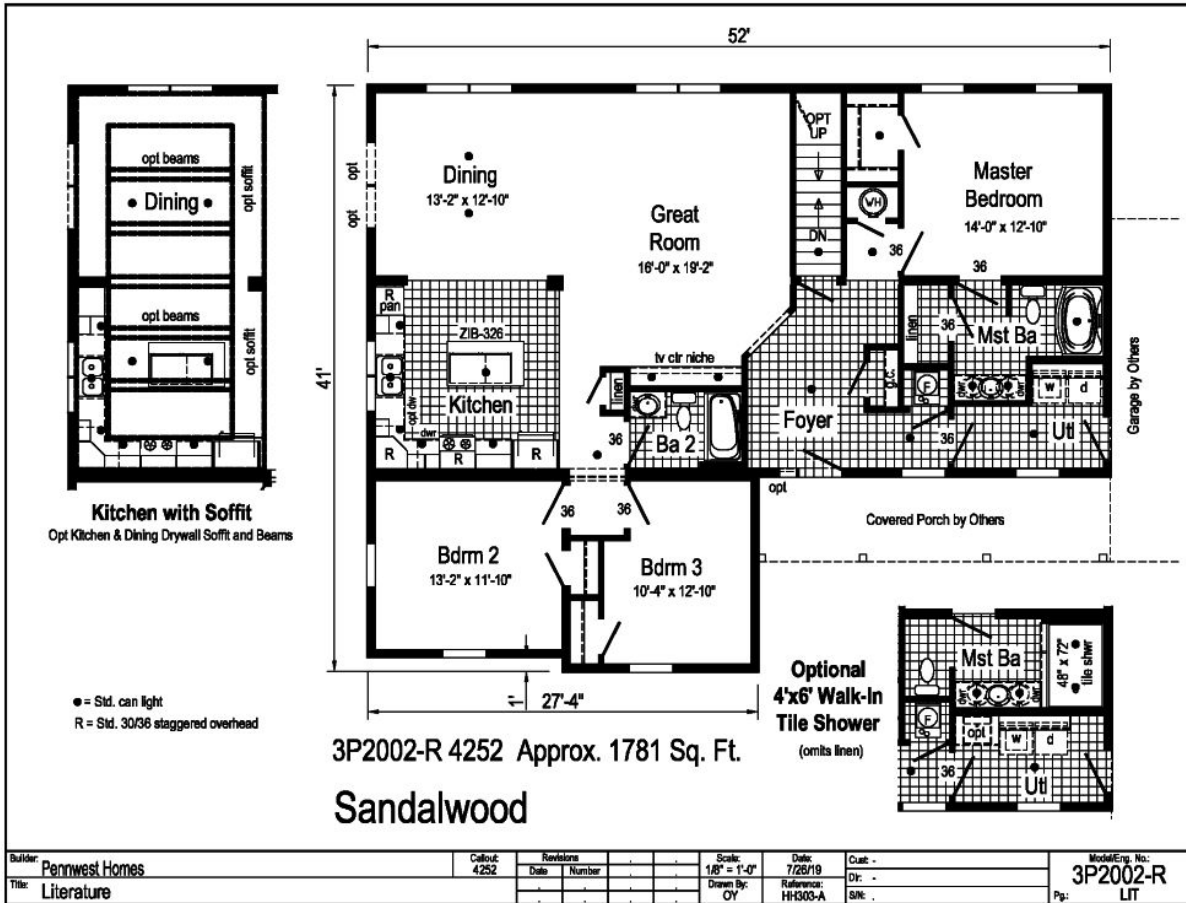 52'
41'
opt beams
Dining
opt soffit
opt beams
opt soffit
Kitchen with Soffit
Opt Kitchen & Dining Drywall Soffit and Beams
opt
opt
Dining
13'-2" x 12'-10"
Great
Room
16'-0" x 19'-2"
OPT
UP
DN
WH
36
Master
Bedroom
14'-0" x 12'-10"
36
R
pan
ZIB-326
Kitchen
opt dw
dwr
R
R
R
tv ctr niche
linen
36
Ba 2
Foyer
g.c.
linen
36
Mst Ba
F
dwr
dwr
w
d
36
Utl
opt
Garage by Others
Covered Porch by Others
36
36
Bdrm 2
13'-2" x 11'-10"
Bdrm 3
10'-4" x 12'-10"
1'
27'-4"
● = Std. can light
R = Std. 30/36 staggered overhead
Optional
4'x6' Walk-In
Tile Shower
(omits linen)
Mst Ba
48" x 72"
tile shwr
dwr
dwr
F
opt
w
d
36
Utl
3P2002-R 4252 Approx. 1781 Sq. Ft.
Sandalwood
Builder: Pennwest Homes
Title: Literature
Callout: 4252
Revisions
Date Number
Scale: 1/8" = 1'-0"
Drawn By: OY
Date: 7/26/19
Reference: HH303-A
Cust: -
Dlr: -
S/N: .
Model/Eng. No.: 3P2002-R
Pg.: LIT